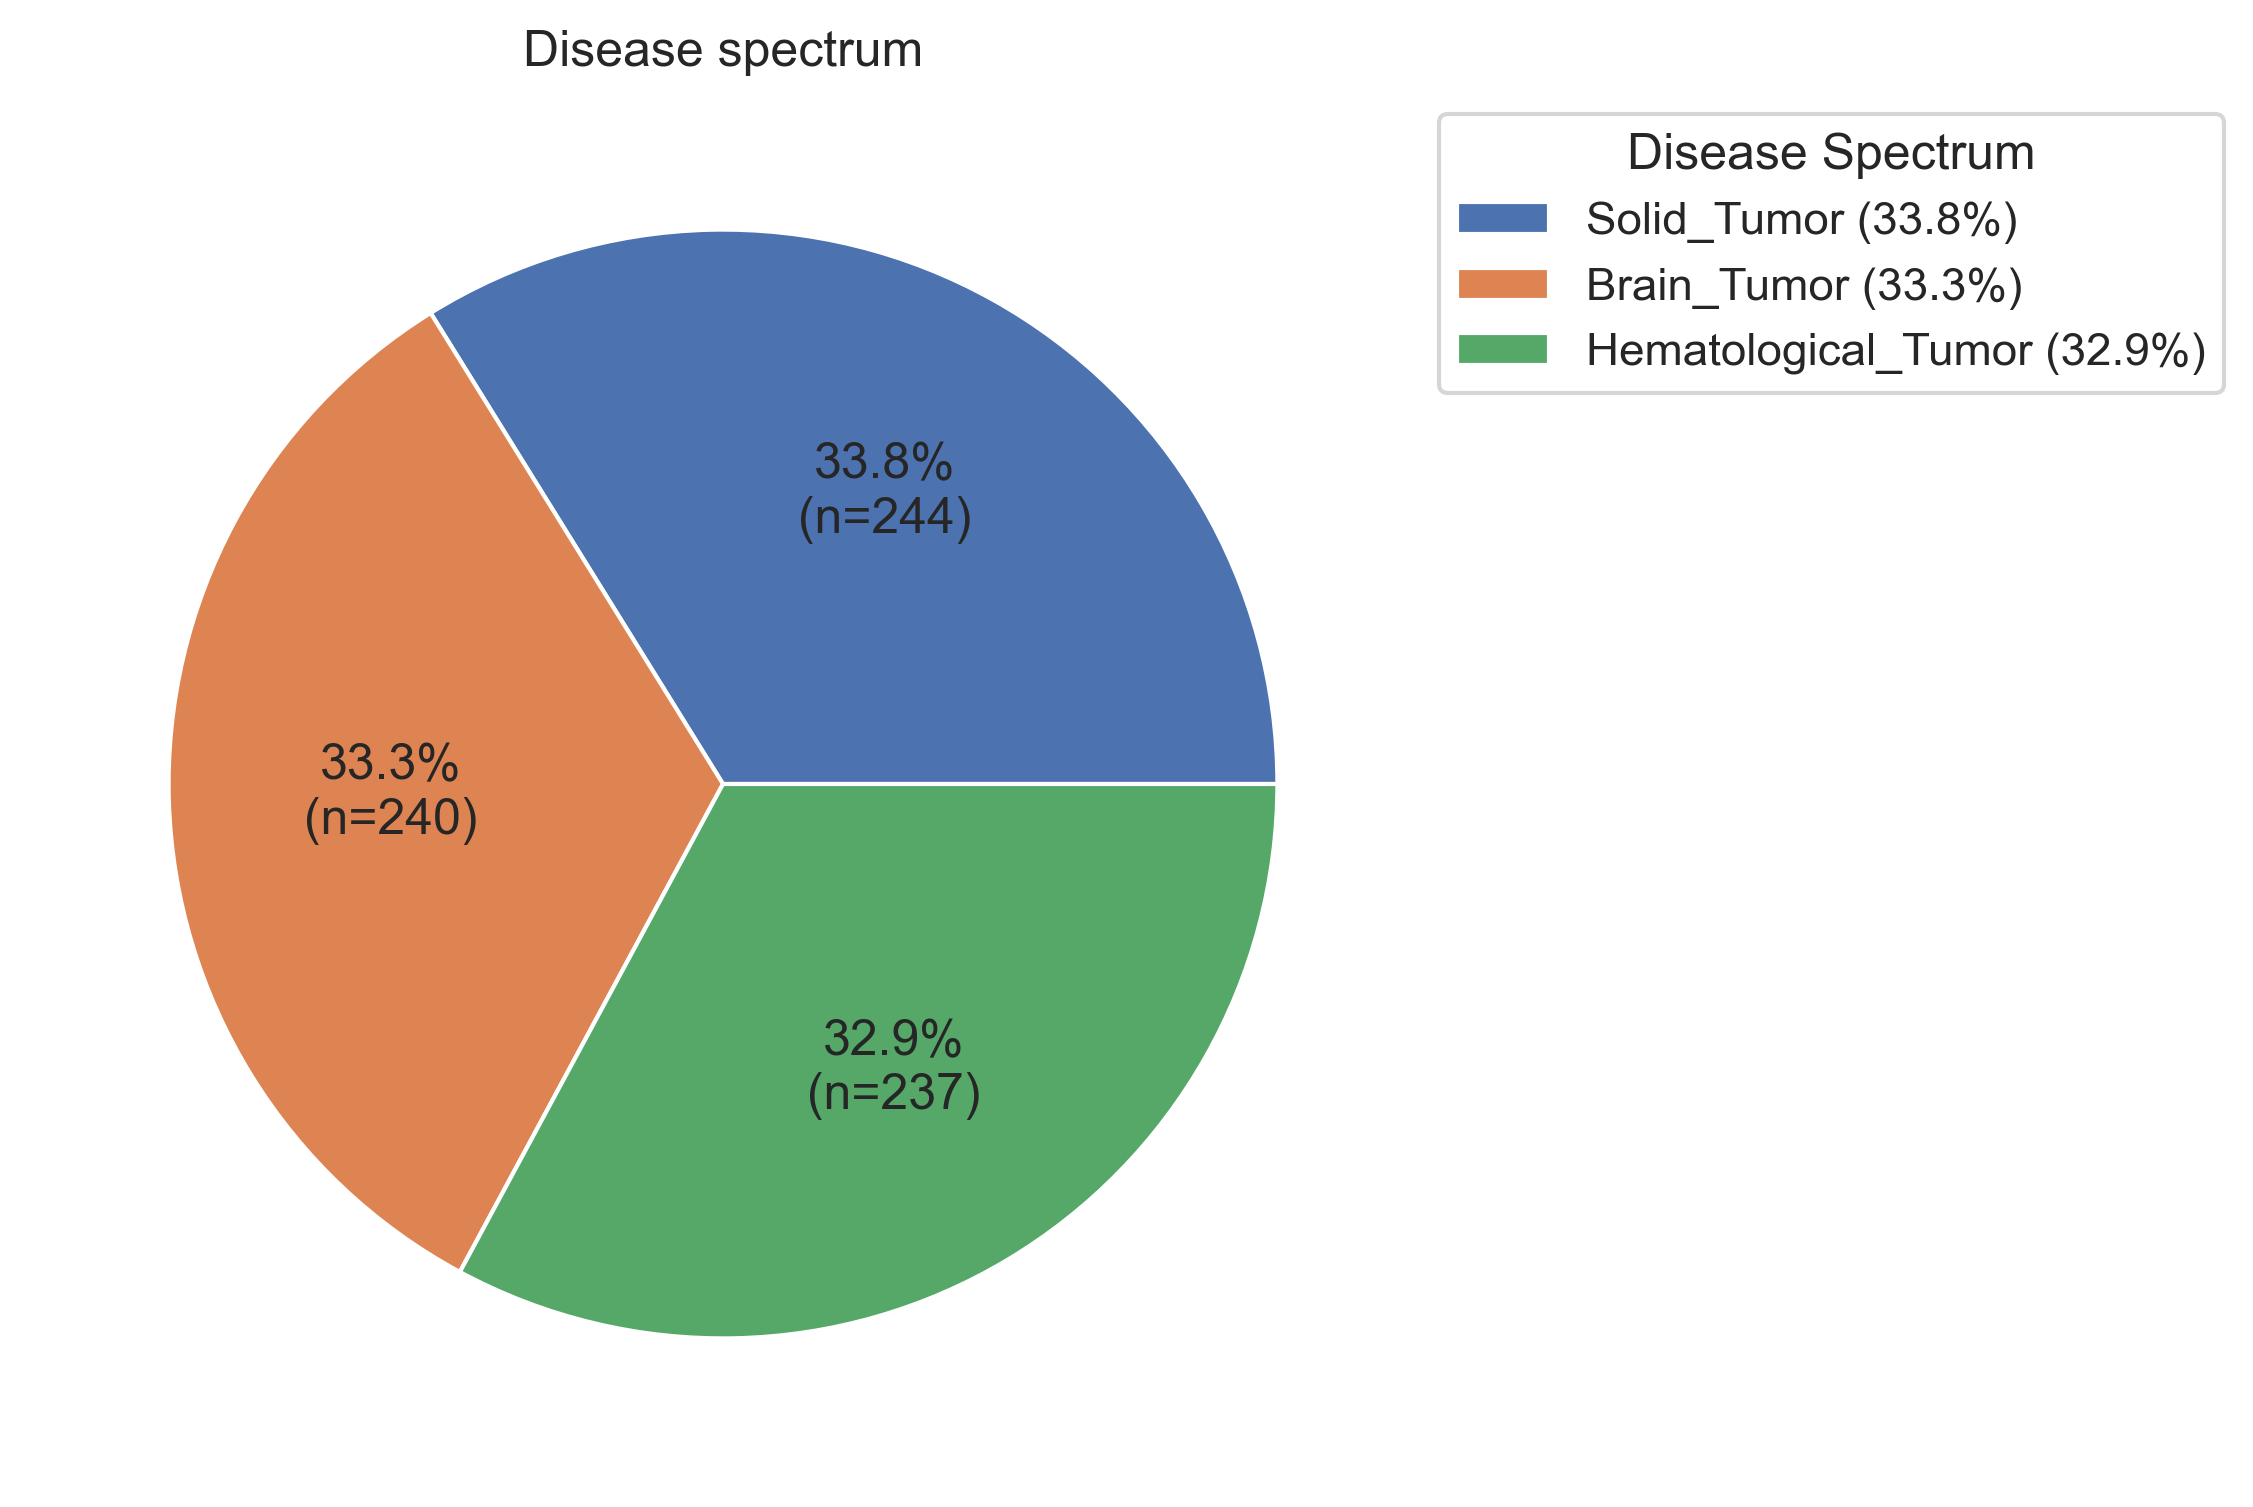 Disease spectrum
Disease Spectrum
Solid_Tumor (33.8%)
Brain_Tumor (33.3%)
Hematological_Tumor (32.9%)
33.8%
(n=244)
33.3%
(n=240)
32.9%
(n=237)